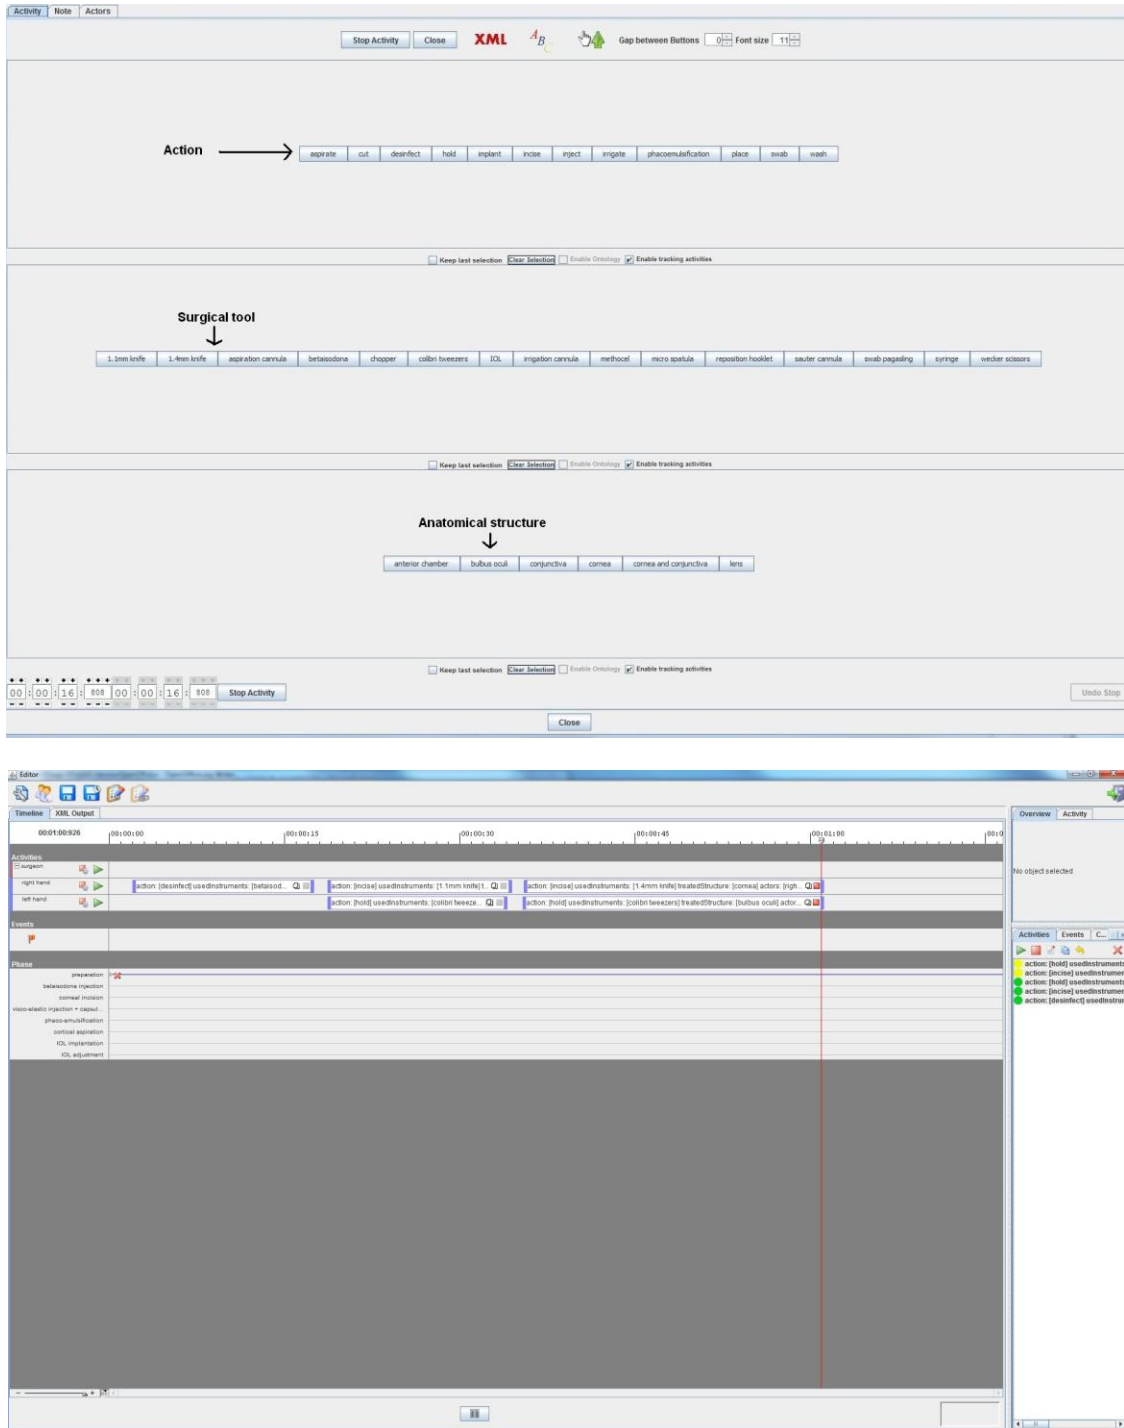 Activity Note Actors
Stop Activity Close XML A B C Gap between Buttons 0 Font size 11
Action
aspirate cut desinfect hold implant incise inject irrigate phacoemulsification place swab wash
Keep last selection Clear Selection Enable Ontology Enable tracking activities
Surgical tool
1.1mm knife 1.4mm knife aspiration cannula betaisodona chopper colibri tweezers IOL irrigation cannula methocel micro spatula reposition hooklet sauter cannula swab pagasling syringe wecker scissors
Keep last selection Clear Selection Enable Ontology Enable tracking activities
Anatomical structure
anterior chamber bulbus oculi conjunctiva cornea cornea and conjunctiva lens
Keep last selection Clear Selection Enable Ontology Enable tracking activities
00 : 00 : 16 : 808 00 : 00 : 16 : 808 Stop Activity Undo Stop
Close
Editor
Timeline XML Output Overview Activity
00:01:00:926 00:00:00 00:00:15 00:00:30 00:00:45 00:01:00 00:0
Activities
surgeon
No object selected
right hand action: [desinfect] usedInstruments: [betaisod... action: [incise] usedInstruments: [1.1mm knife] t... action: [incise] usedInstruments: [1.4mm knife] treatedStructure: [cornea] actors: [righ...
left hand action: [hold] usedInstruments: [colibri tweeze... action: [hold] usedInstruments: [colibri tweezers] treatedStructure: [bulbus oculi] actor...
Events
Activities Events C...
Phase
preparation
action: [hold] usedInstruments
action: [incise] usedInstrumen
action: [hold] usedInstruments
action: [incise] usedInstrumen
action: [desinfect] usedInstrum
betaisodona injection
corneal incision
visco-elastic injection + capsul...
phaco-emulsification
cortical aspiration
IOL implantation
IOL adjustment